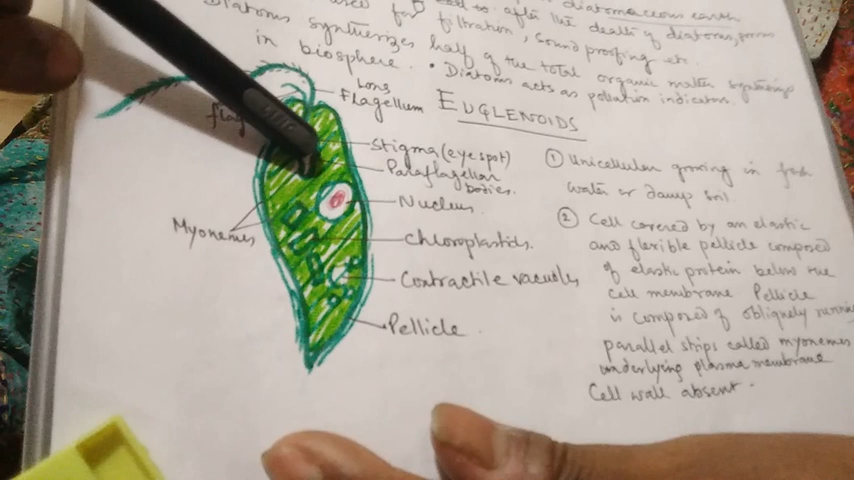 used for after the death of diatoms, forms
diatomaceous earth
filtration, Sound proofing etc.
Diatoms synthesizes half of the total organic matter synthesized
in biosphere. • Diatoms acts as pollution indicators.
EUGLENOIDS
Long
Flagellum
flag
Stigma (eye spot)
Paraflagellar
bodies.
Nucleus.
Myonemes
Chloroplastids.
Contractile vacuoles
Pellicle.
① Unicellular growing in fresh
water or damp soil.
② Cell covered by an elastic
and flexible pellicle composed
of elastic protein below the
cell membrane Pellicle
is composed of obliquely running
parallel strips called myonemes
underlying plasma membrane
Cell wall absent.